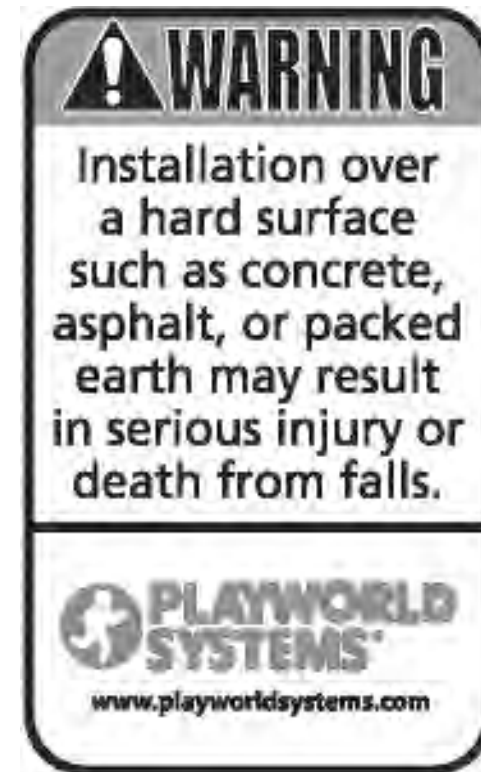 WARNING
Installation over
a hard surface
such as concrete,
asphalt, or packed
earth may result
in serious injury or
death from falls.
PLAYWORLD
SYSTEMS
www.playworldsystems.com